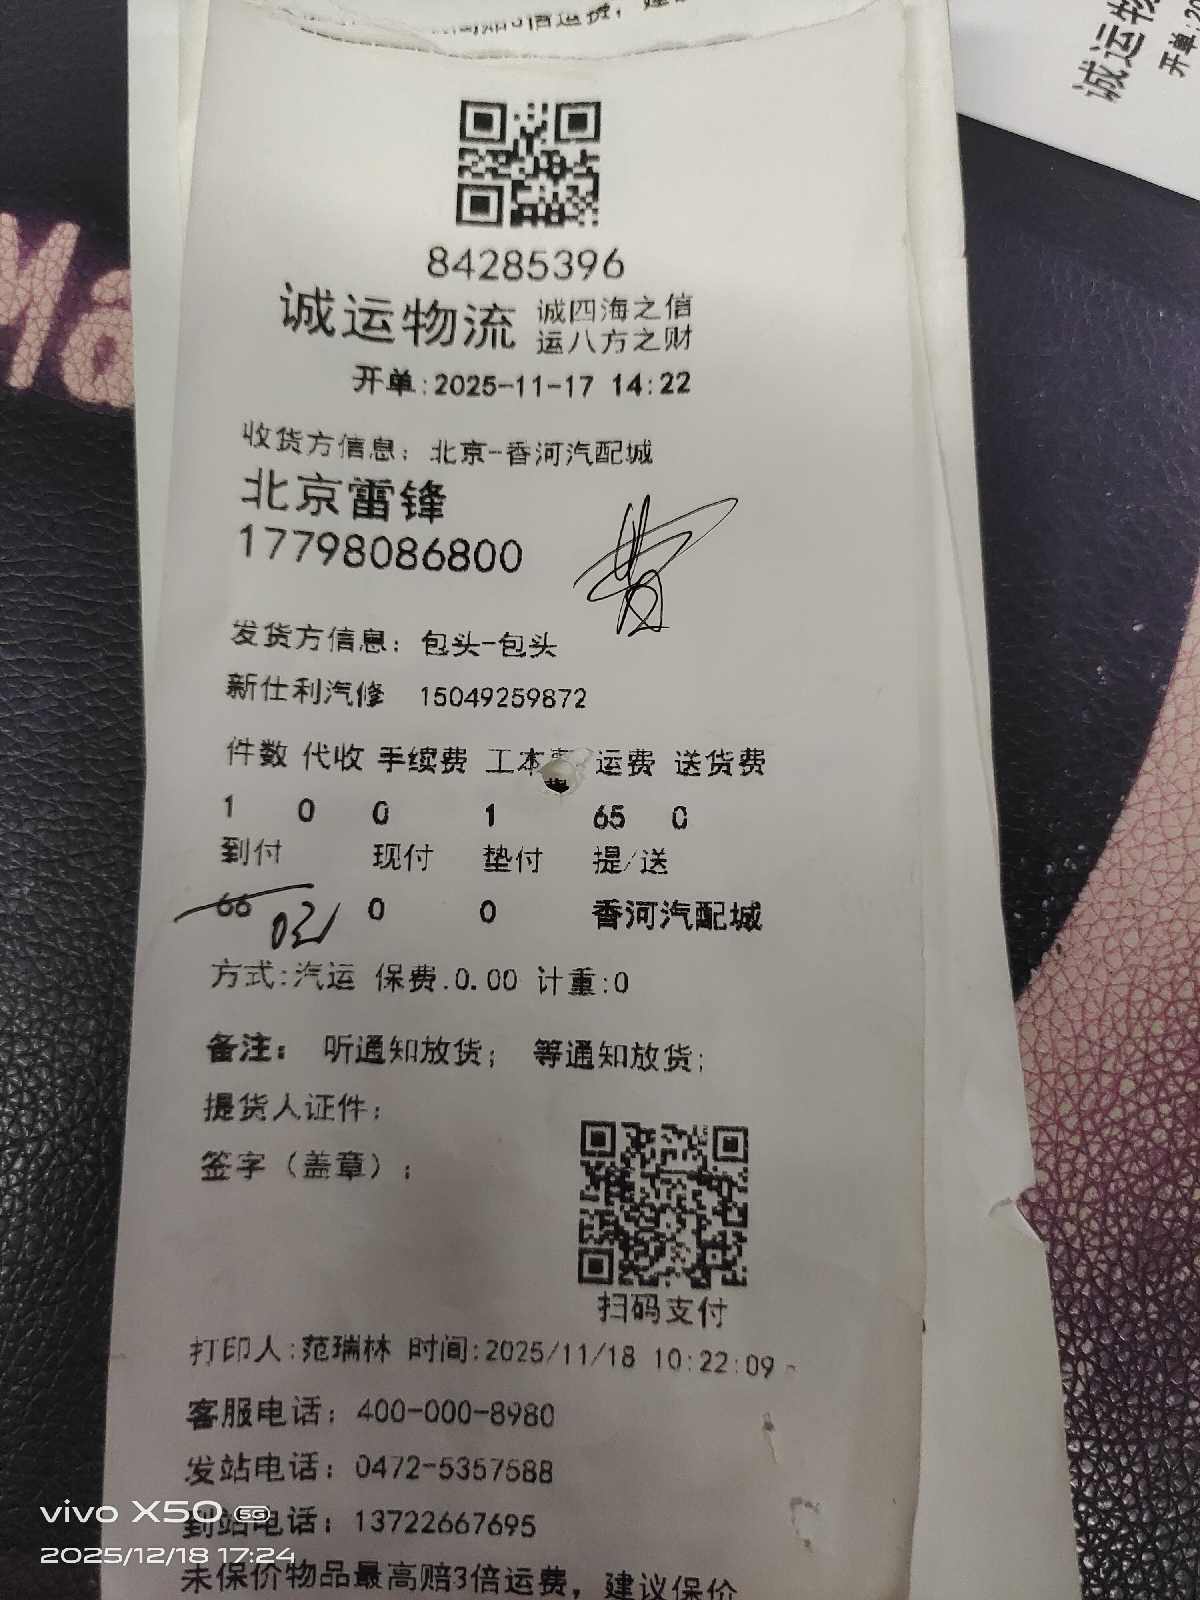 84285396
诚运物流 诚四海之信
运八方之财
开单:2025-11-17 14:22
收货方信息：北京-香河汽配城
北京雷锋
17798086800
费
发货方信息：包头-包头
新仕利汽修 15049259872
件数 代收 手续费 工本 运费 送货费
1 0 0 1 65 0
到付 现付 垫付 提/送
66 0 0 香河汽配城
方式:汽运 保费.0.00 计重:0
备注： 听通知放货； 等通知放货；
提货人证件：
签字（盖章）；
扫码支付
打印人:范瑞林 时间:2025/11/18 10:22:09
客服电话：400-000-8980
发站电话：0472-5357588
到站电话：13722667695
未保价物品最高赔3倍运费，建议保价
诚运物
开单:20
Ma
vivo X50 5G
2025/12/18 17:24